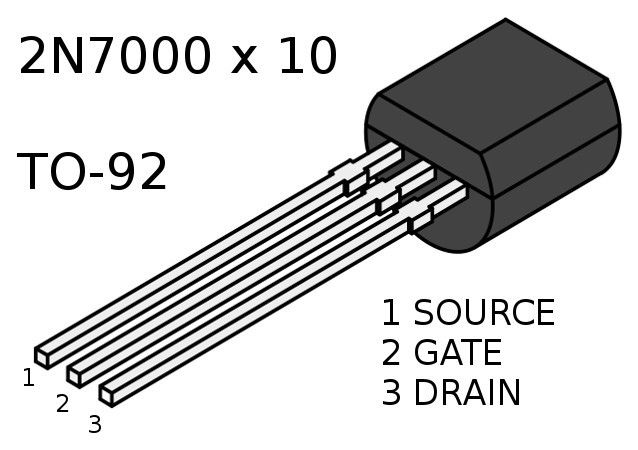 2N7000 x 10
TO-92
1 SOURCE
2 GATE
3 DRAIN
1
2
3